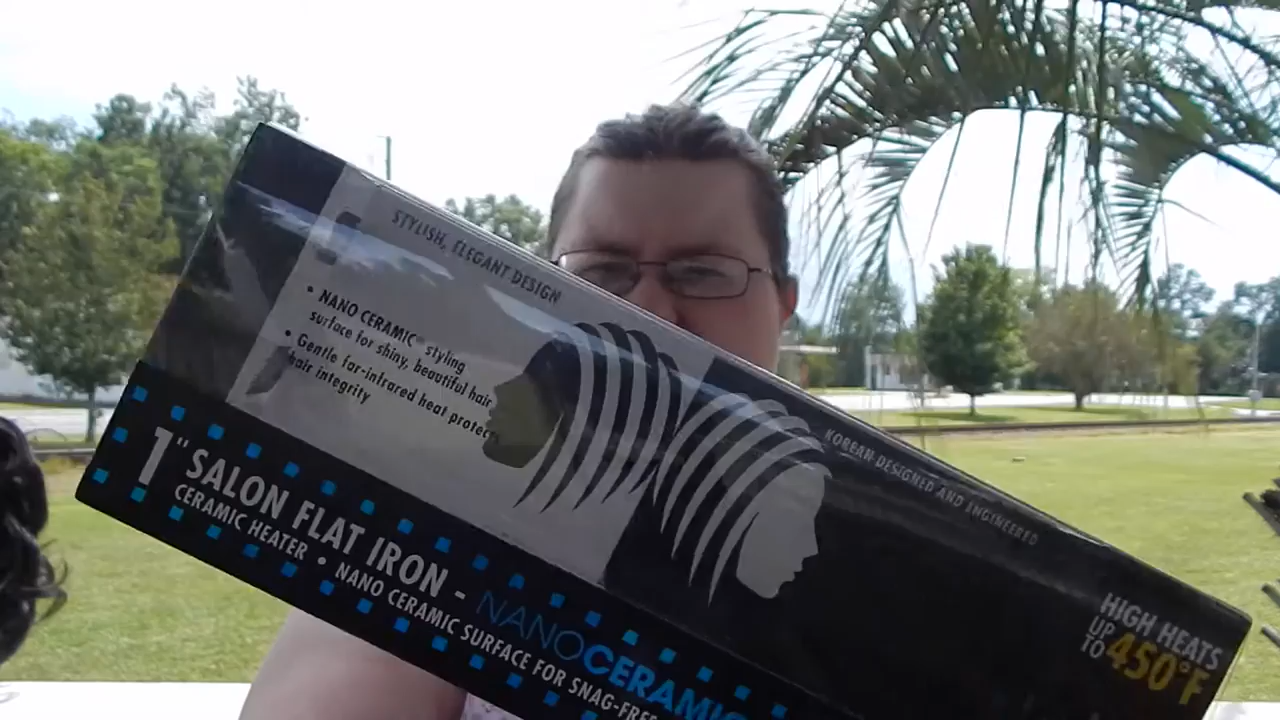 STYLISH, ELEGANT DESIGN
• NANO CERAMIC™ styling
surface for shiny, beautiful hair
• Gentle far-infrared heat protects
hair integrity
KOREAN-DESIGNED AND ENGINEERED
1" SALON FLAT IRON - NANOCERAMIC
CERAMIC HEATER • NANO CERAMIC SURFACE FOR SNAG-FREE
HIGH HEATS
UP TO 450°F